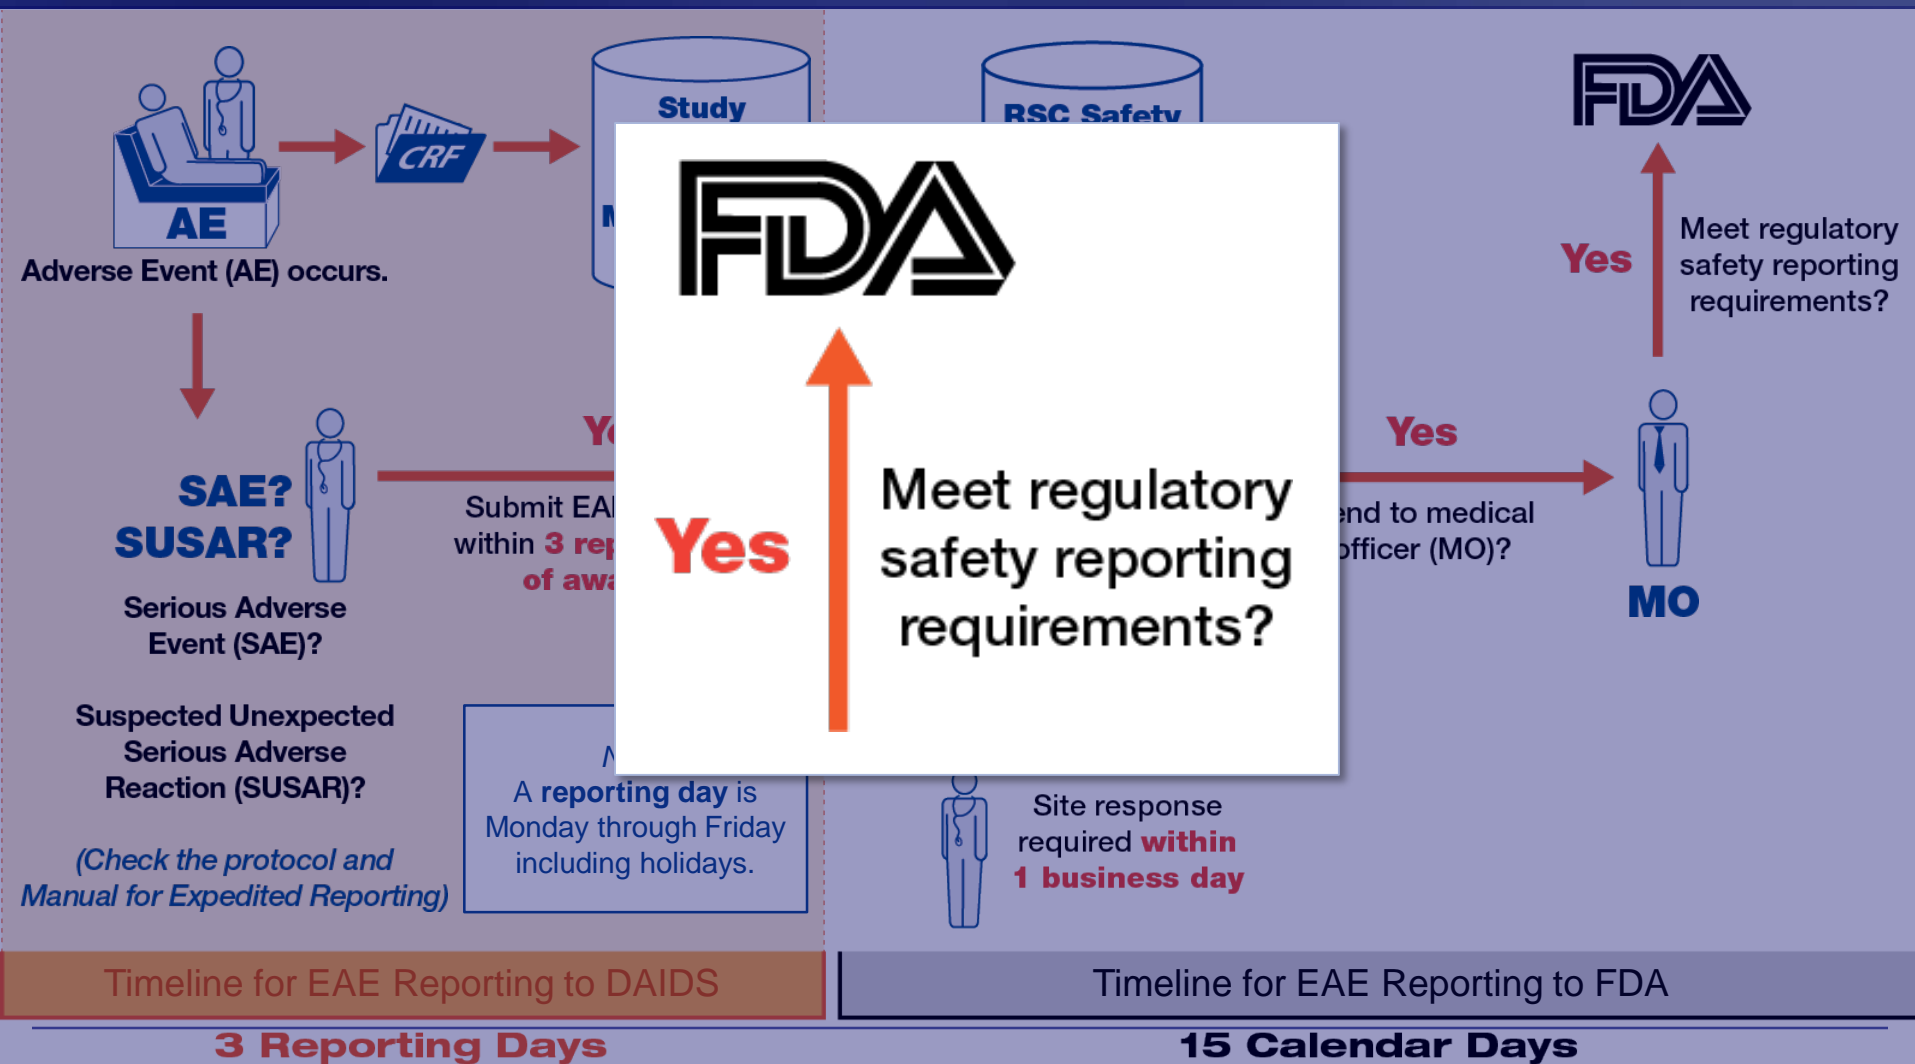 Study
CRF
AE
Adverse Event (AE) occurs.
SAE?
SUSAR?
Serious Adverse
Event (SAE)?
Suspected Unexpected
Serious Adverse
Reaction (SUSAR)?
(Check the protocol and
Manual for Expedited Reporting)
Submit
within 3
of
A reporting day is
Monday through Friday
including holidays.
RSC Safety
FDA
Yes
Meet regulatory
safety reporting
requirements?
Site response
required within
1 business day
Yes
to medical
officer (MO)?
FDA
Yes
Meet regulatory
safety reporting
requirements?
MO
Timeline for EAE Reporting to DAIDS
3 Reporting Days
Timeline for EAE Reporting to FDA
15 Calendar Days